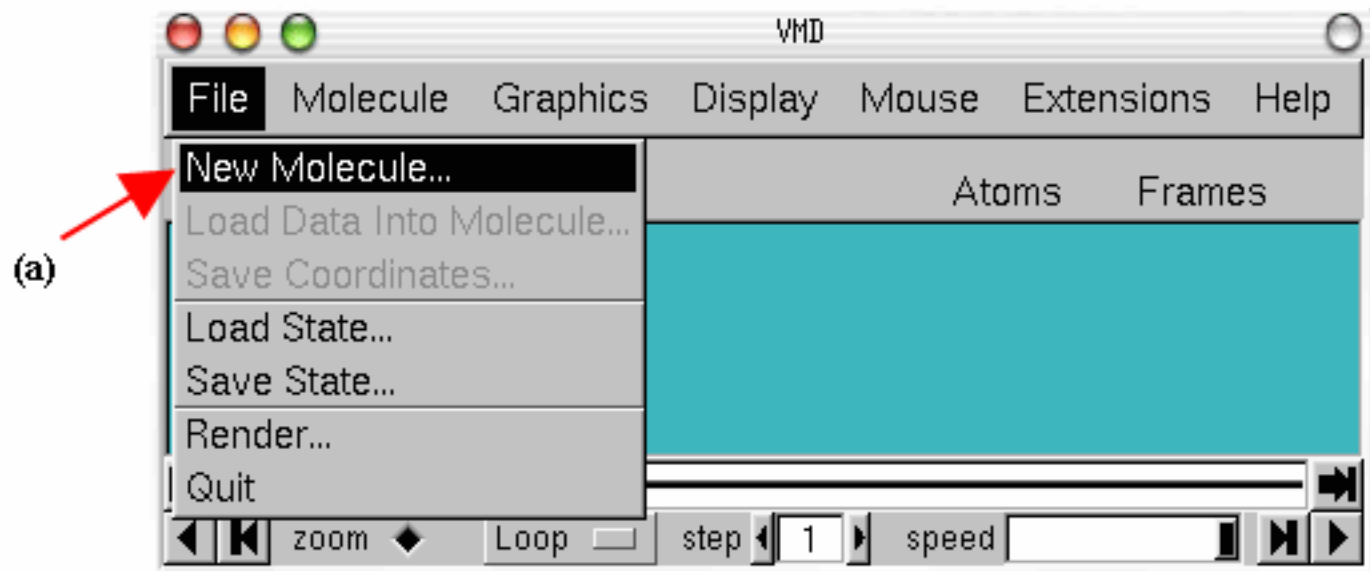 VMD
File Molecule Graphics Display Mouse Extensions Help
New Molecule...
Atoms Frames
Load Data Into Molecule...
(a)
Save Coordinates...
Load State...
Save State...
Render...
Quit
zoom Loop step 1 speed